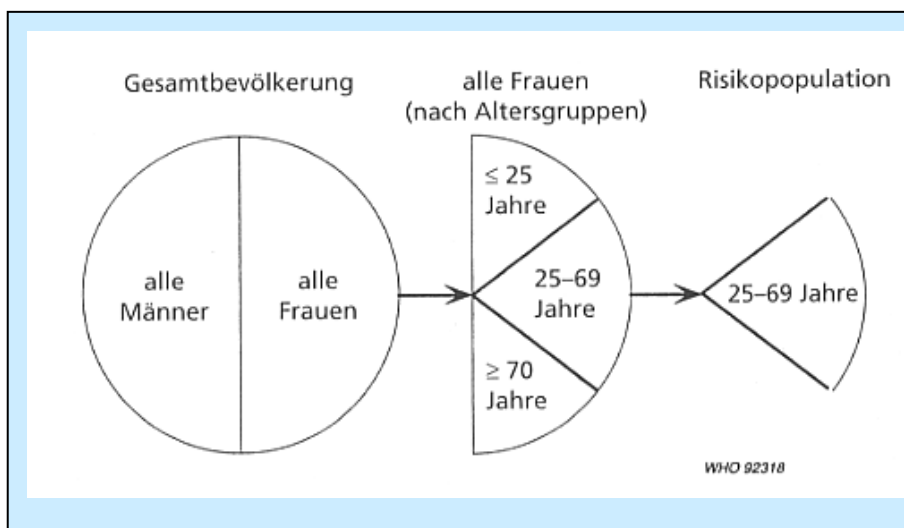 Gesamtbevölkerung
alle
Männer
alle
Frauen
alle Frauen
(nach Altersgruppen)
≤ 25
Jahre
25–69
Jahre
≥ 70
Jahre
Risikopopulation
25–69 Jahre
WHO 92318